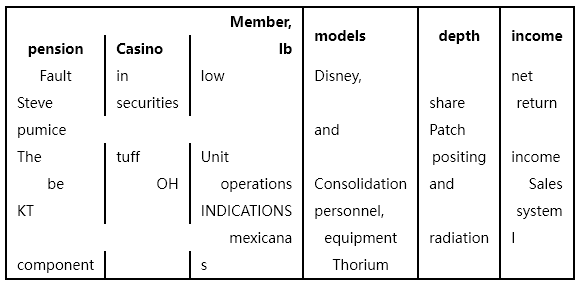 Member,
pension Casino lb models depth income
Fault in low Disney, net
Steve securities share return
pumice and Patch
The tuff Unit positing income
be OH operations Consolidation and Sales
KT INDICATIONS personnel, system
mexicana equipment radiation I
component s Thorium